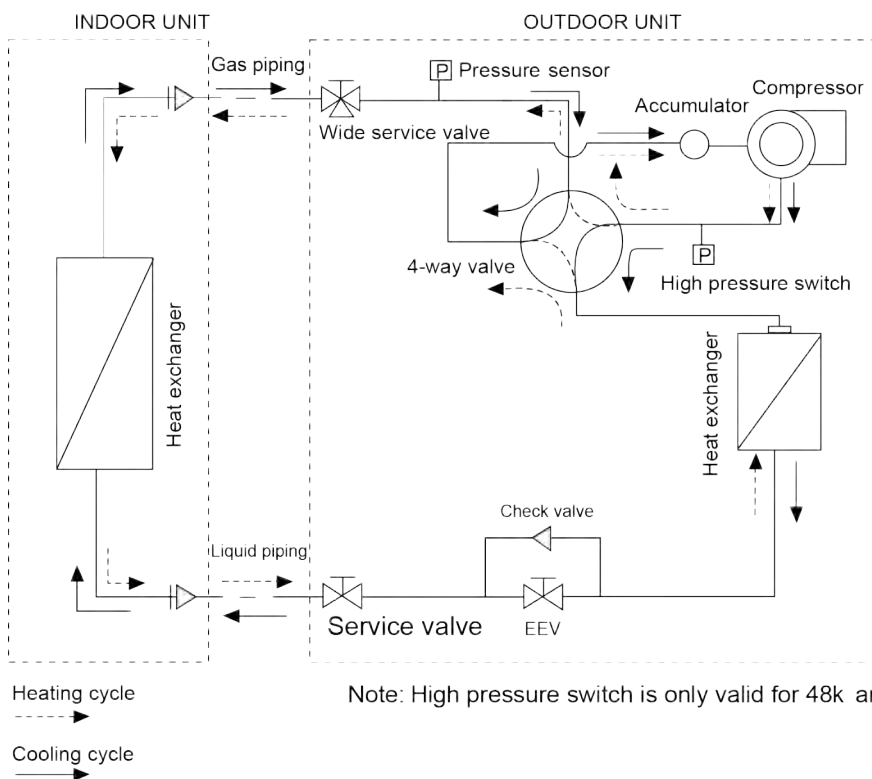 INDOOR UNIT
OUTDOOR UNIT
Gas piping
P
Pressure sensor
Compressor
Accumulator
Wide service valve
4-way valve
P
High pressure switch
Heat exchanger
Heat exchanger
Check valve
Liquid piping
Service valve
EEV
Heating cycle
Note: High pressure switch is only valid for 48k
Cooling cycle